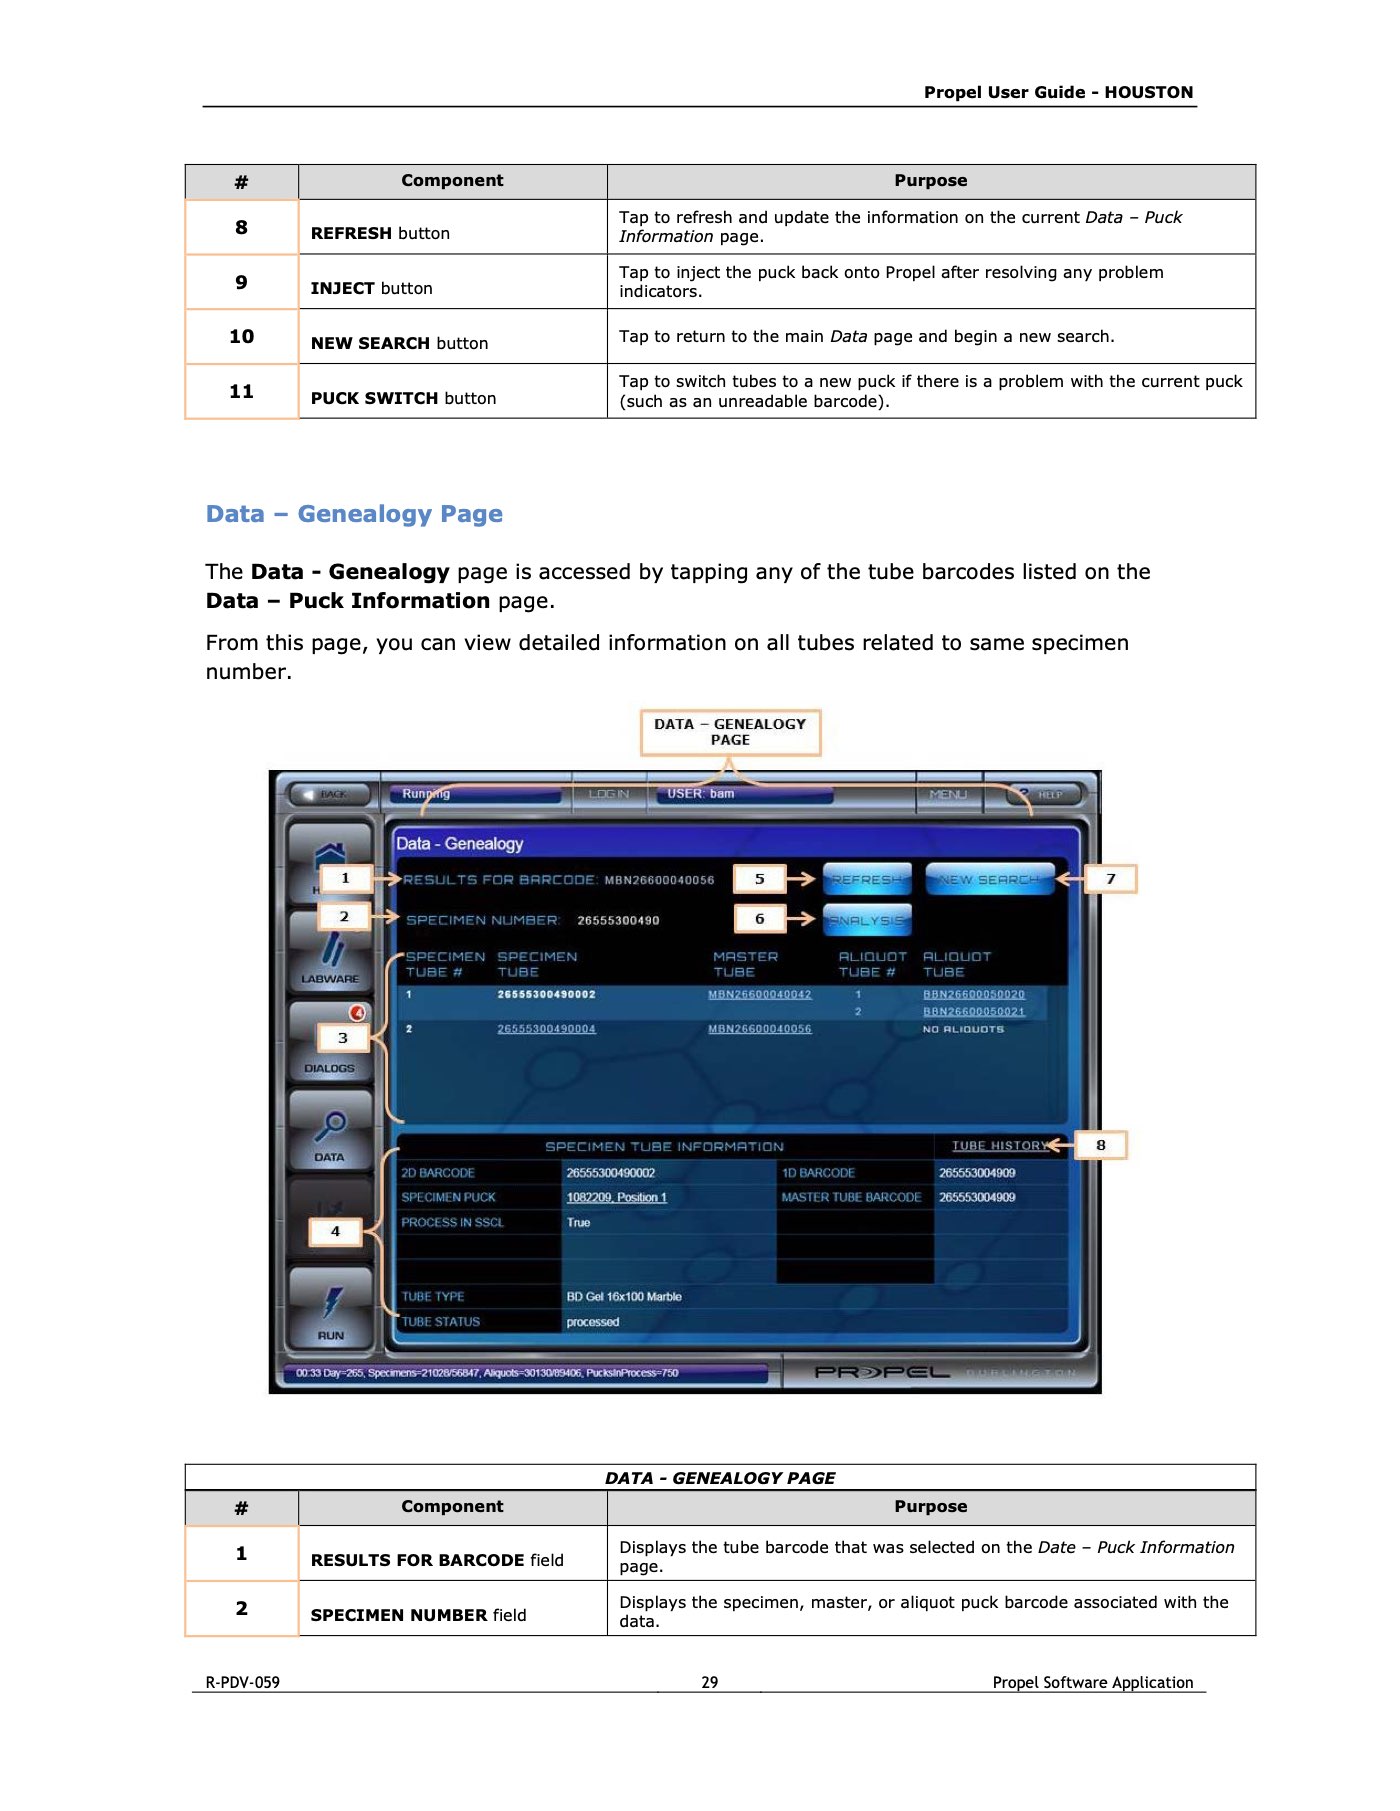 Propel User Guide - HOUSTON
# Component Purpose
8 REFRESH button Tap to refresh and update the information on the current Data – Puck
Information page.
9 INJECT button Tap to inject the puck back onto Propel after resolving any problem
indicators.
10 NEW SEARCH button Tap to return to the main Data page and begin a new search.
11 PUCK SWITCH button Tap to switch tubes to a new puck if there is a problem with the current puck
(such as an unreadable barcode).
Data – Genealogy Page
The Data - Genealogy page is accessed by tapping any of the tube barcodes listed on the
Data – Puck Information page.
From this page, you can view detailed information on all tubes related to same specimen
number.
DATA – GENEALOGY
PAGE
BACK Running LOGIN USER: bam MENU ? HELP
Data - Genealogy
1 RESULTS FOR BARCODE: MBN26600040056 5 REFRESH NEW SEARCH 7
2 SPECIMEN NUMBER: 26555300490 6 ANALYSIS
LABWARE
SPECIMEN SPECIMEN MASTER ALIQUOT ALIQUOT
TUBE # TUBE TUBE TUBE # TUBE
1 26555300490002 MBN26600040042 1 BBN26600050020
4 2 BBN26600050021
2 26555300490004 MBN26600040056 NO ALIQUOTS
3
DIALOGS
SPECIMEN TUBE INFORMATION TUBE HISTORY 8
DATA
2D BARCODE 26555300490002 1D BARCODE 265553004909
SPECIMEN PUCK 1082209, Position 1 MASTER TUBE BARCODE 265553004909
PROCESS IN SSCL True
4
TUBE TYPE BD Gel 16x100 Marble
TUBE STATUS processed
RUN
00:33 Day=265, Specimens=21028/56847, Aliquots=30130/89406, PucksInProcess=750 PROPEL BURLINGTON
DATA - GENEALOGY PAGE
# Component Purpose
1 RESULTS FOR BARCODE field Displays the tube barcode that was selected on the Date – Puck Information
page.
2 SPECIMEN NUMBER field Displays the specimen, master, or aliquot puck barcode associated with the
data.
R-PDV-059 29 Propel Software Application